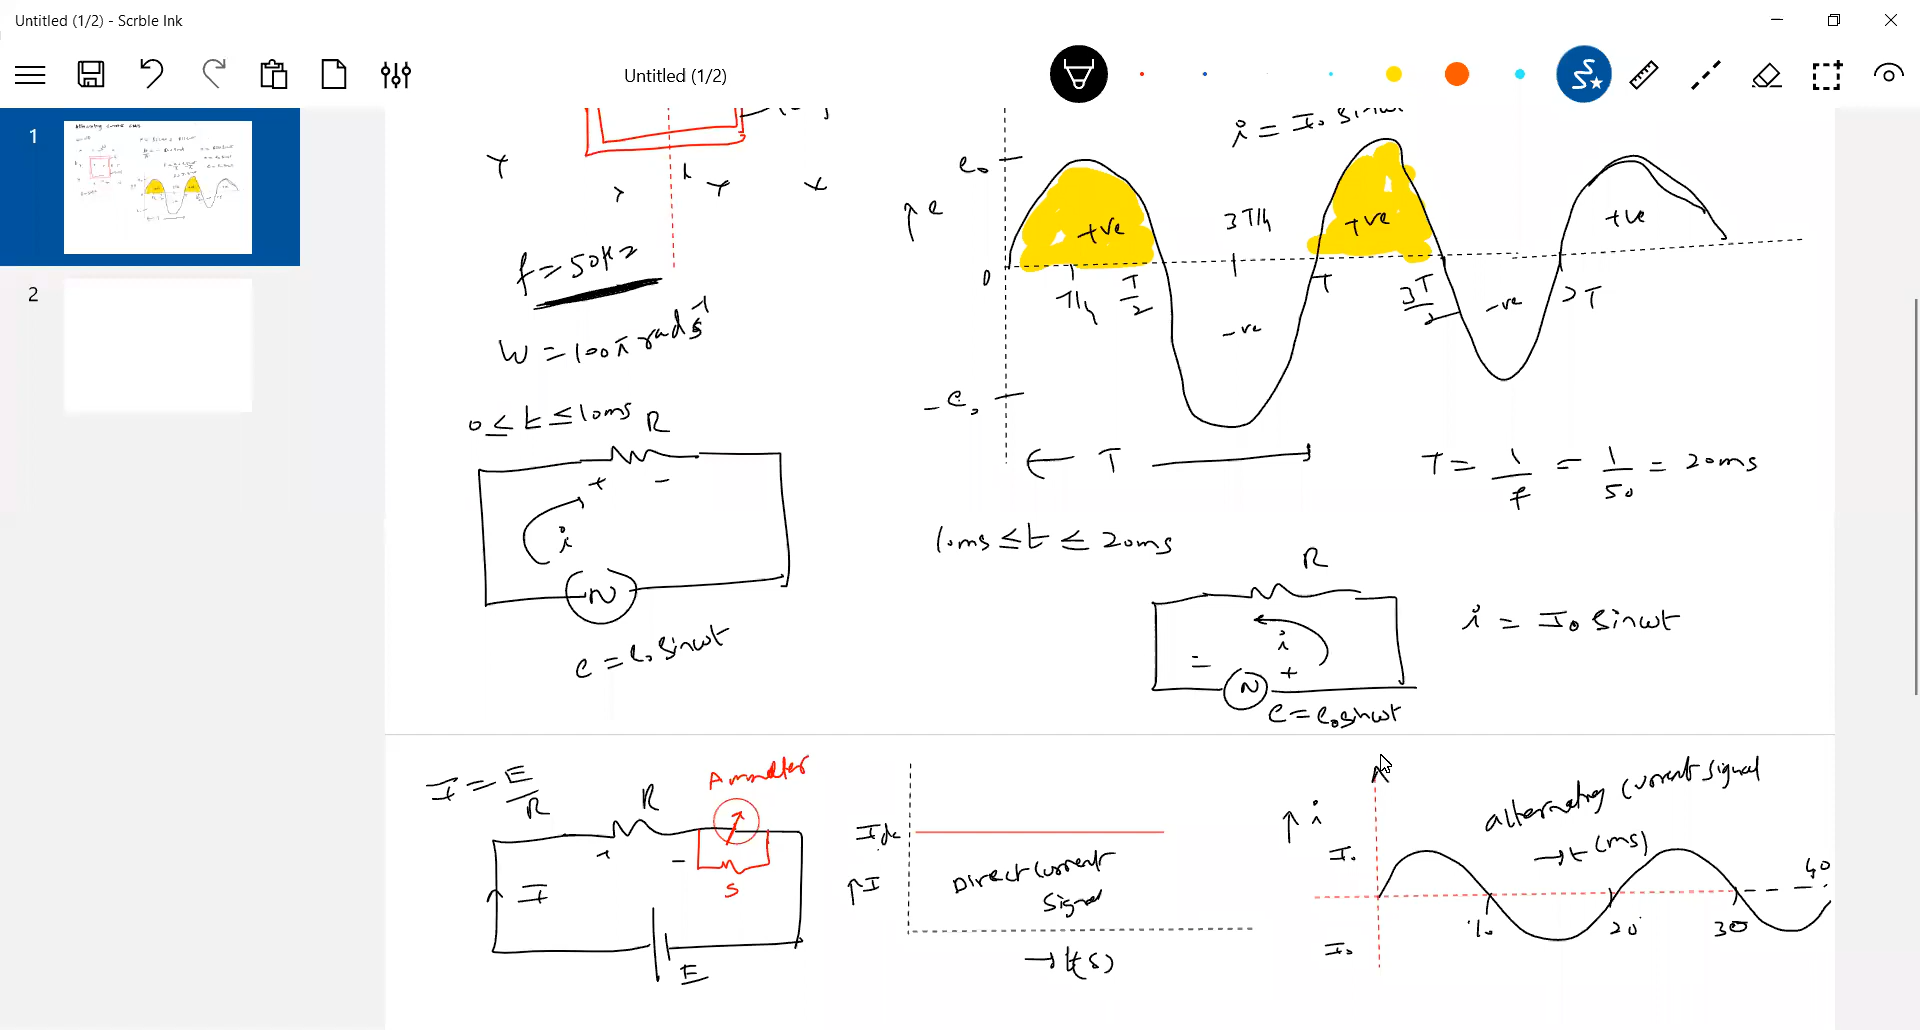 Untitled (1/2) - Scrble Ink
Untitled (1/2)
1
2
i = I₀ sinωt
e₀
↑ e
+ve
3T/4
+ve
+ve
0
T/4
T/2
T
3T/2
-ve
2T
-ve
-e₀
← T
T = 1/f = 1/50 = 20ms
f = 50Hz
W = 100π rad s⁻¹
0 ≤ t ≤ 10ms
R
+ -
i
N
e = e₀ sinωt
10ms ≤ t ≤ 20ms
R
i
- +
N
e = e₀ sinωt
i = I₀ sinωt
I = E/R
R
Ammeter
+ -
S
I
E
Idc
↑ I
Direct Current
Signal
→ t(s)
↑ i
alternating current signal
→ t (ms)
I₀
40
10
20
30
I₀